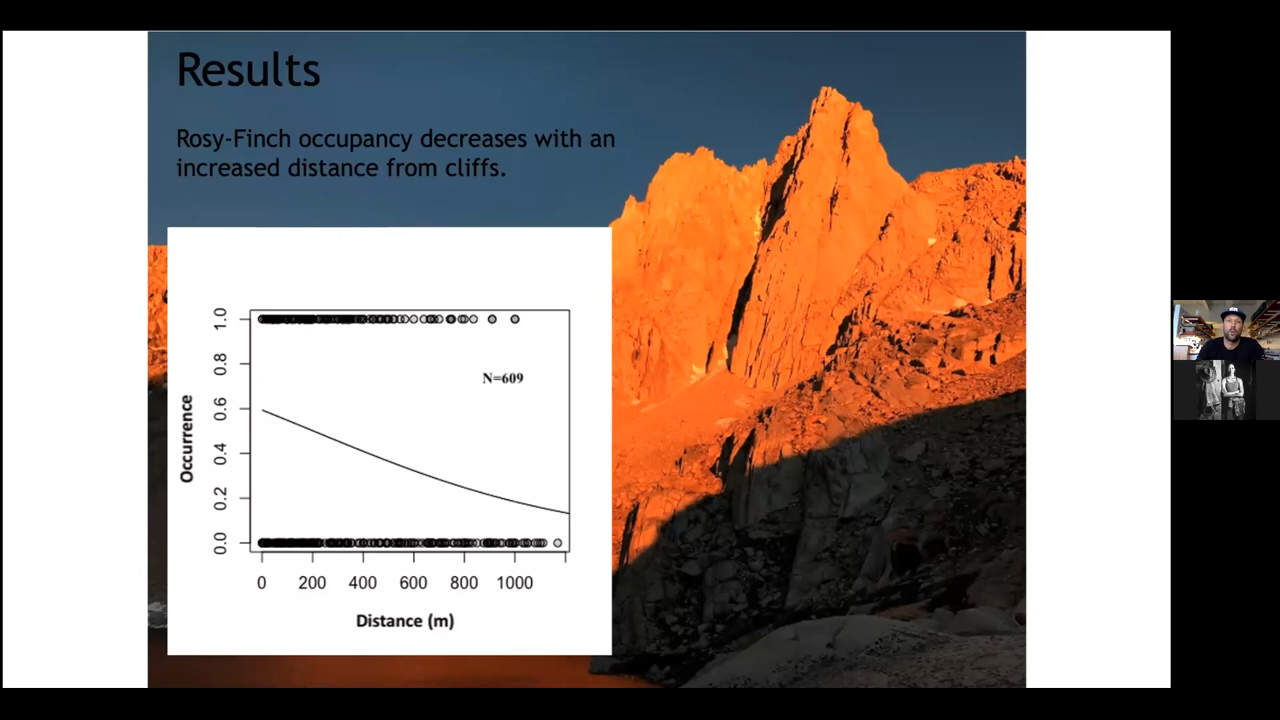 Results
Rosy-Finch occupancy decreases with an
increased distance from cliffs.
1.0
0.8
0.6
0.4
0.2
0.0
Occurrence
N=609
0 200 400 600 800 1000
Distance (m)